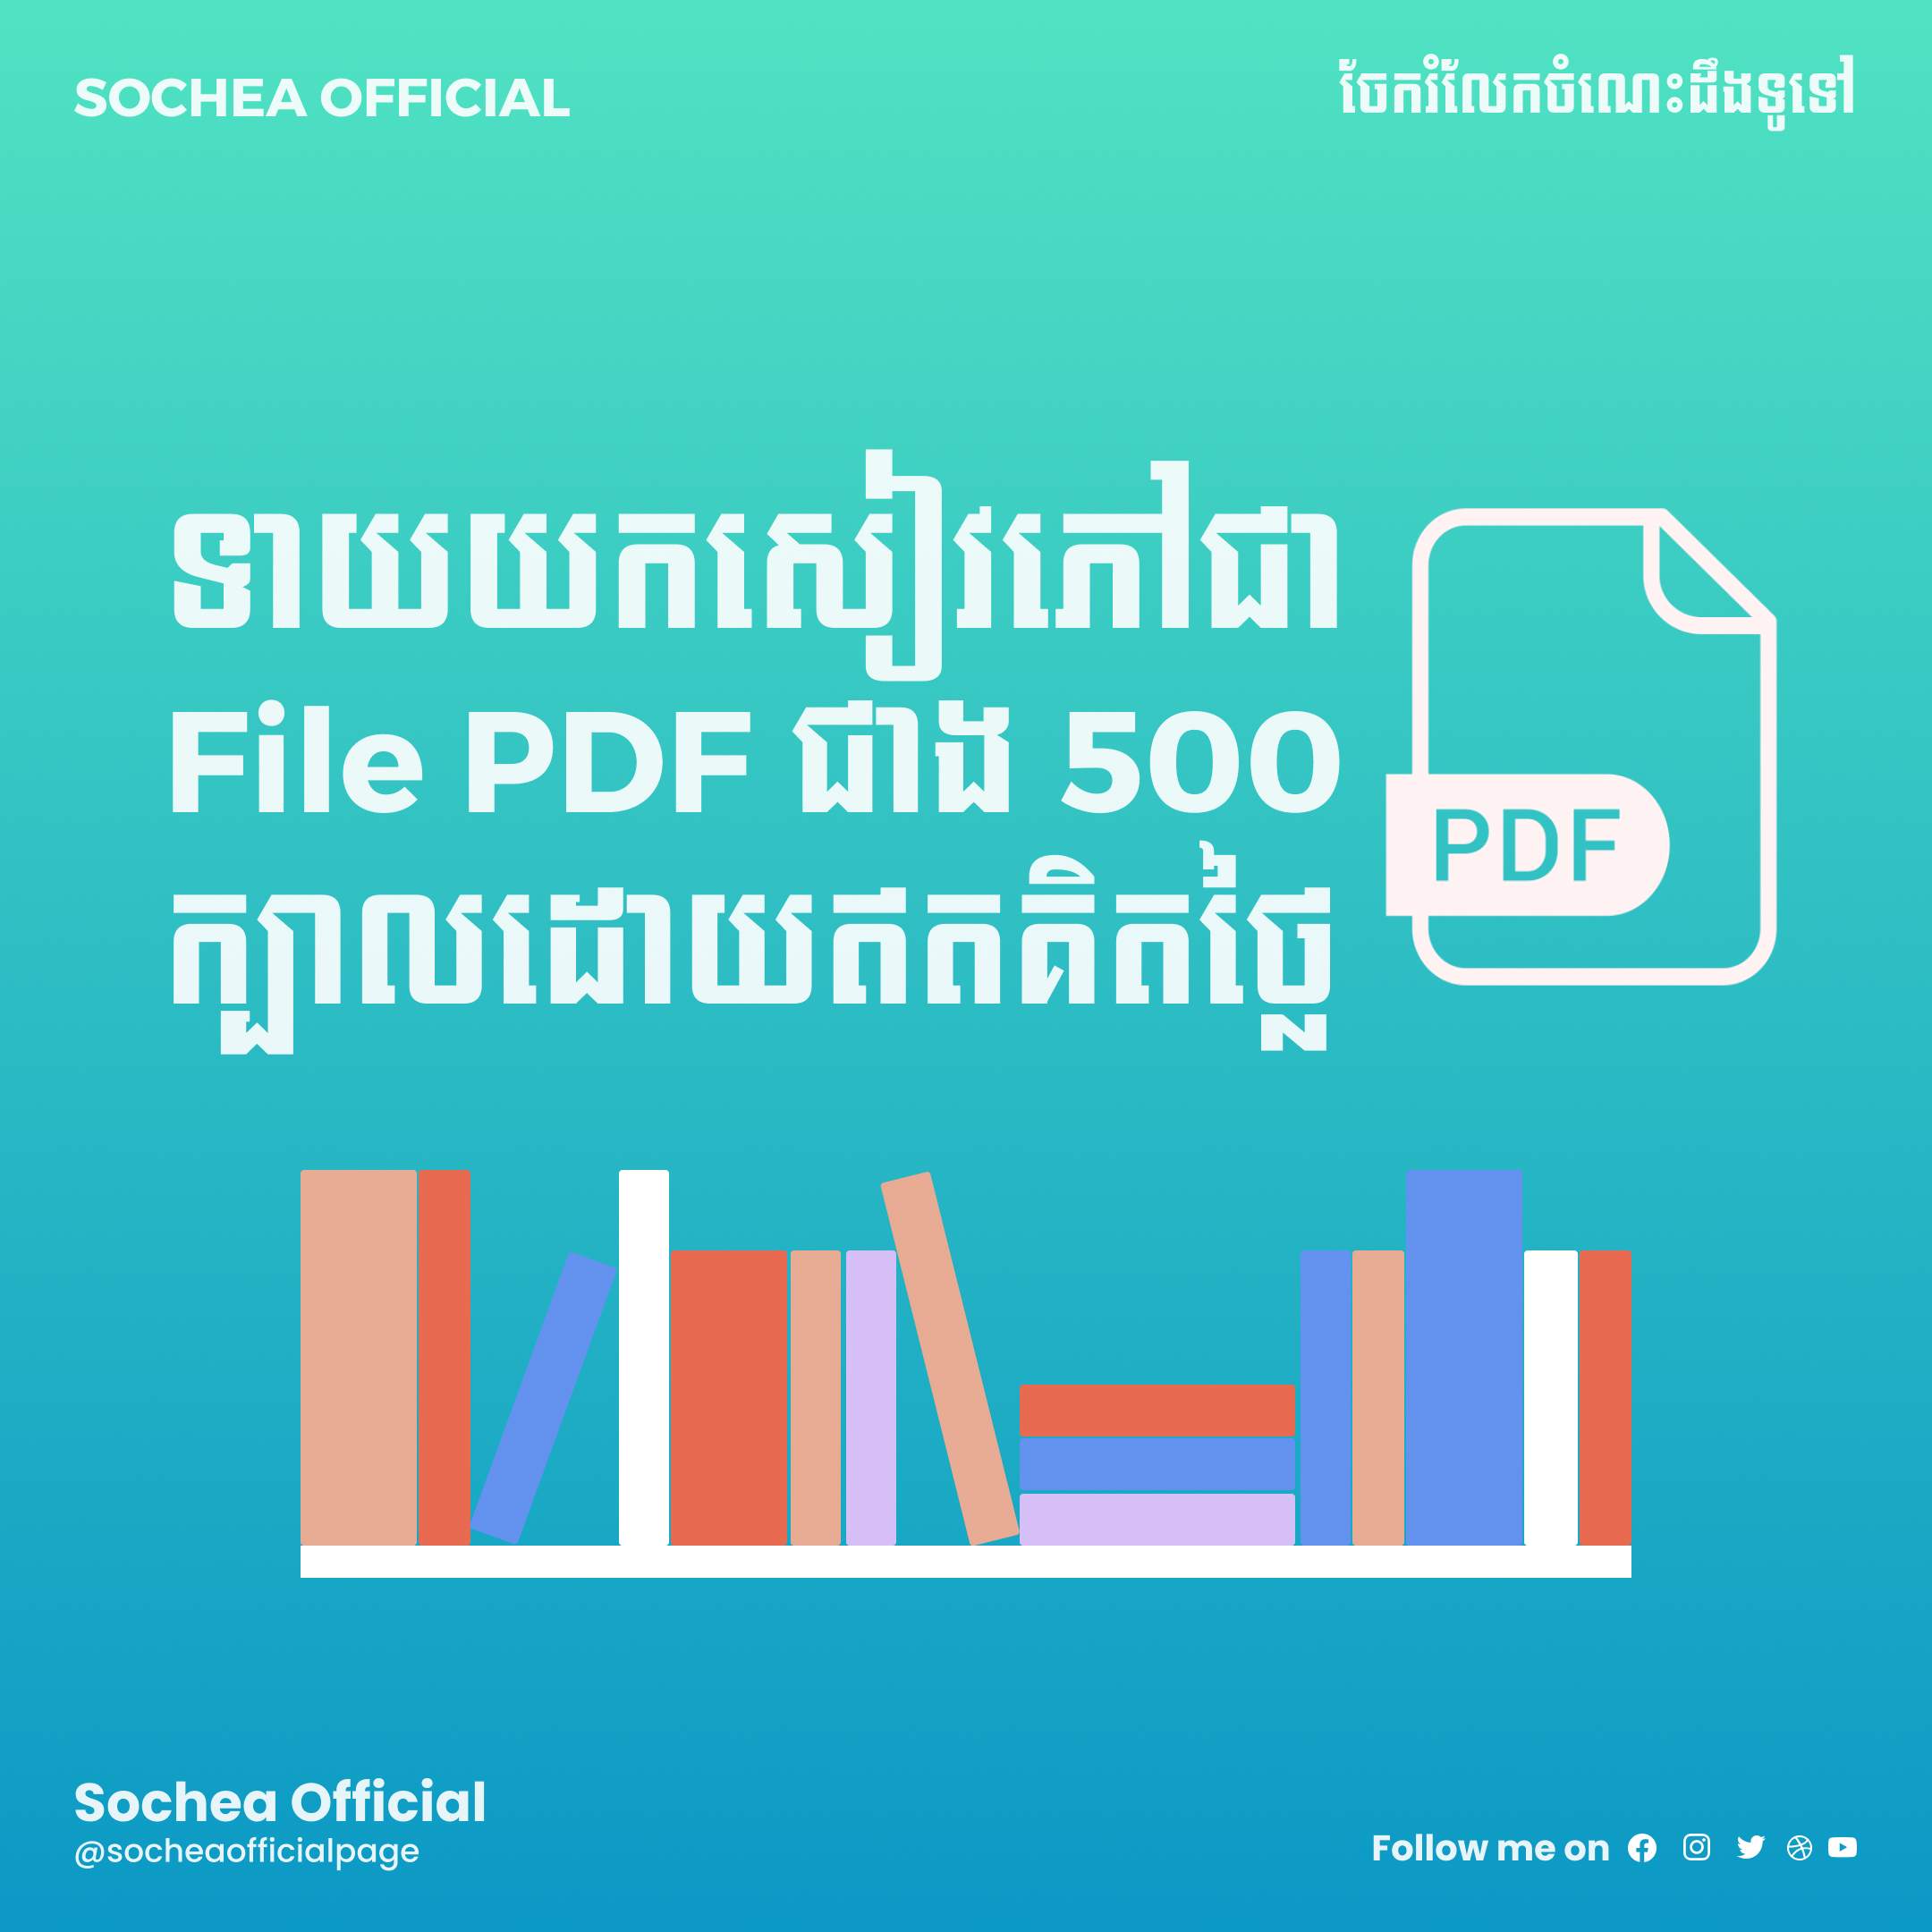 SOCHEA OFFICIAL
ចែករំលែកចំណេះដឹងទូទៅ
ទាយយកសៀវភៅជា
File PDF ជាង 500
ក្បាលដោយឥតគិតថ្លៃ
PDF
Sochea Official
@socheaofficialpage
Follow me on